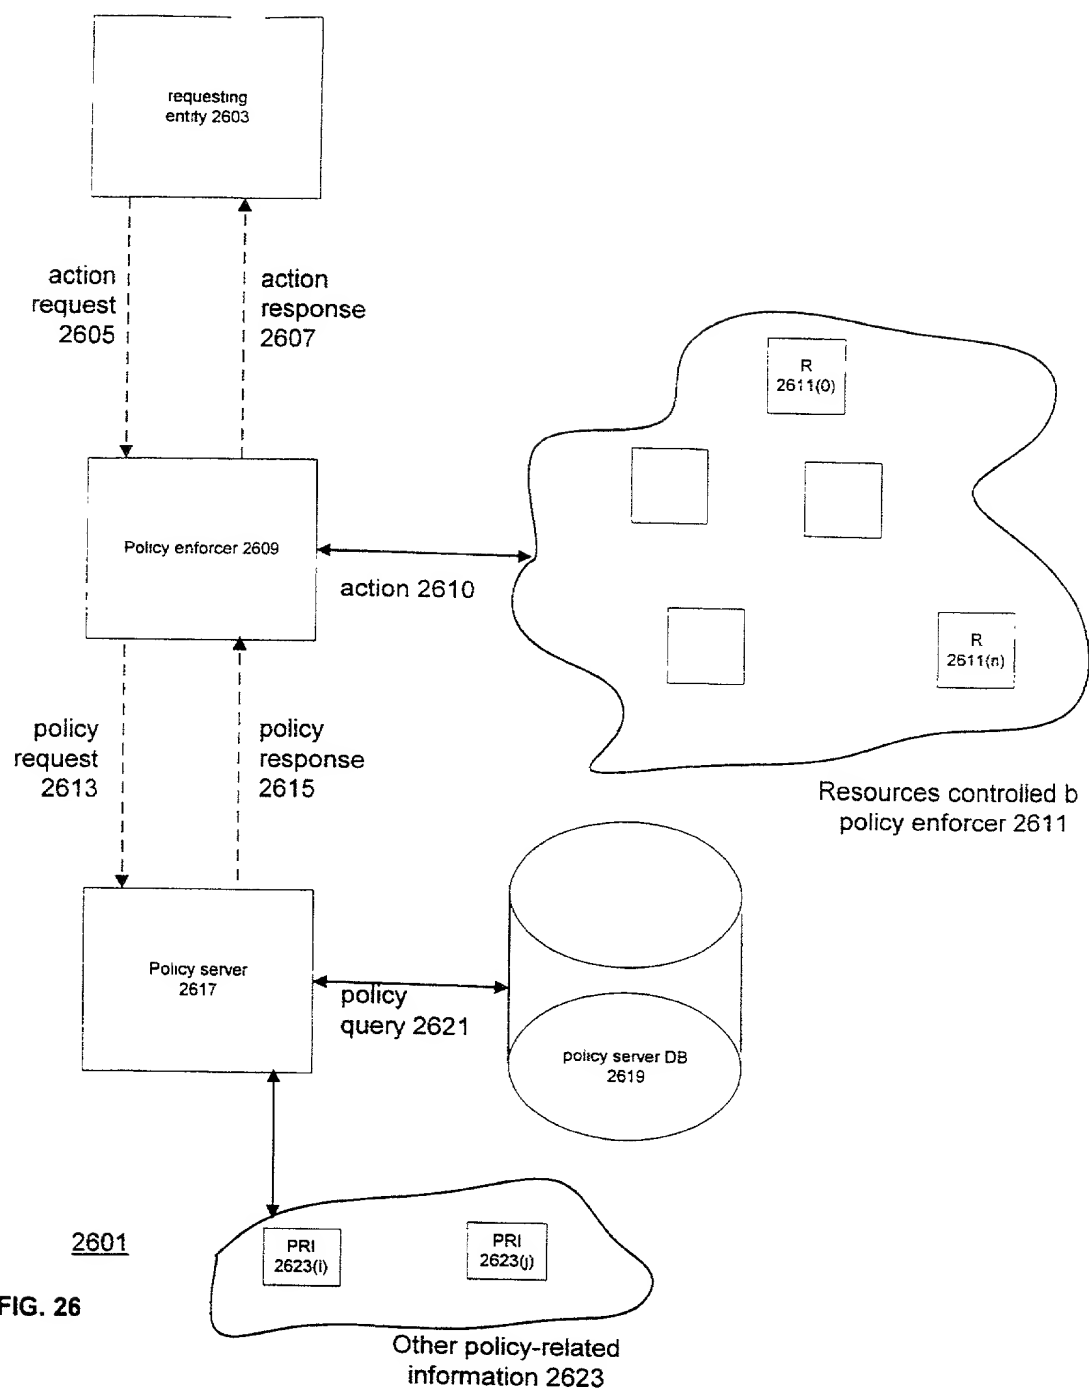 requesting
entity 2603
action
request
2605
action
response
2607
R
2611(0)
Policy enforcer 2609
action 2610
R
2611(n)
policy
request
2613
policy
response
2615
Resources controlled b
policy enforcer 2611
Policy server
2617
policy
query 2621
policy server DB
2619
2601
PRI
2623(i)
PRI
2623(j)
FIG. 26
Other policy-related
information 2623